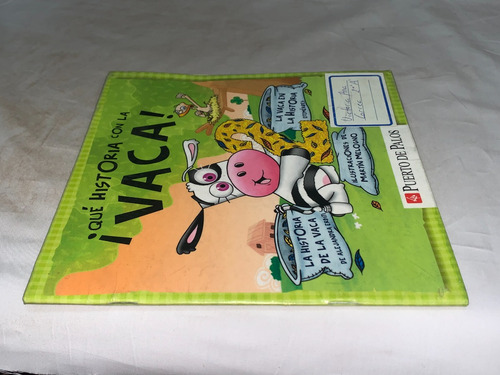 ¡QUÉ HISTORIA CON LA
¡VACA!
LA VACA EN
LA HISTORIA
LA HISTORIA
DE LA VACA
ILUSTRACIONES DE
MARTÍN MELOGNO
PUERTO DE PALOS